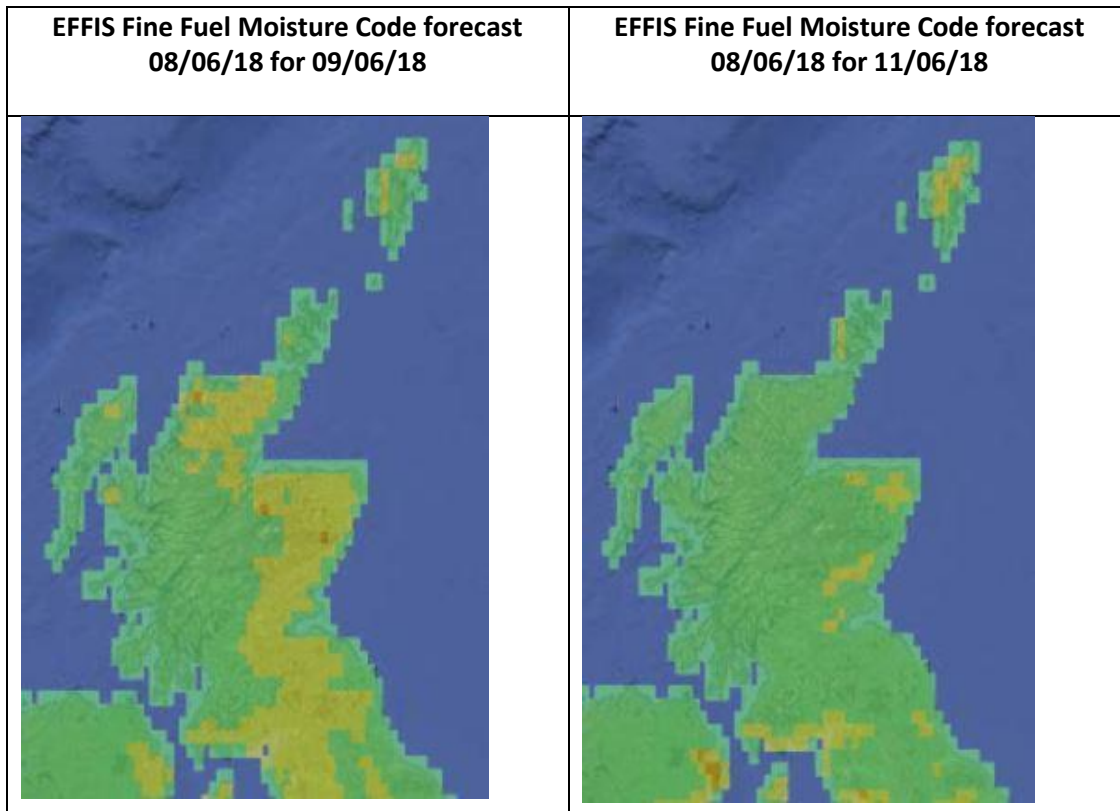 EFFIS Fine Fuel Moisture Code forecast
08/06/18 for 09/06/18
EFFIS Fine Fuel Moisture Code forecast
08/06/18 for 11/06/18